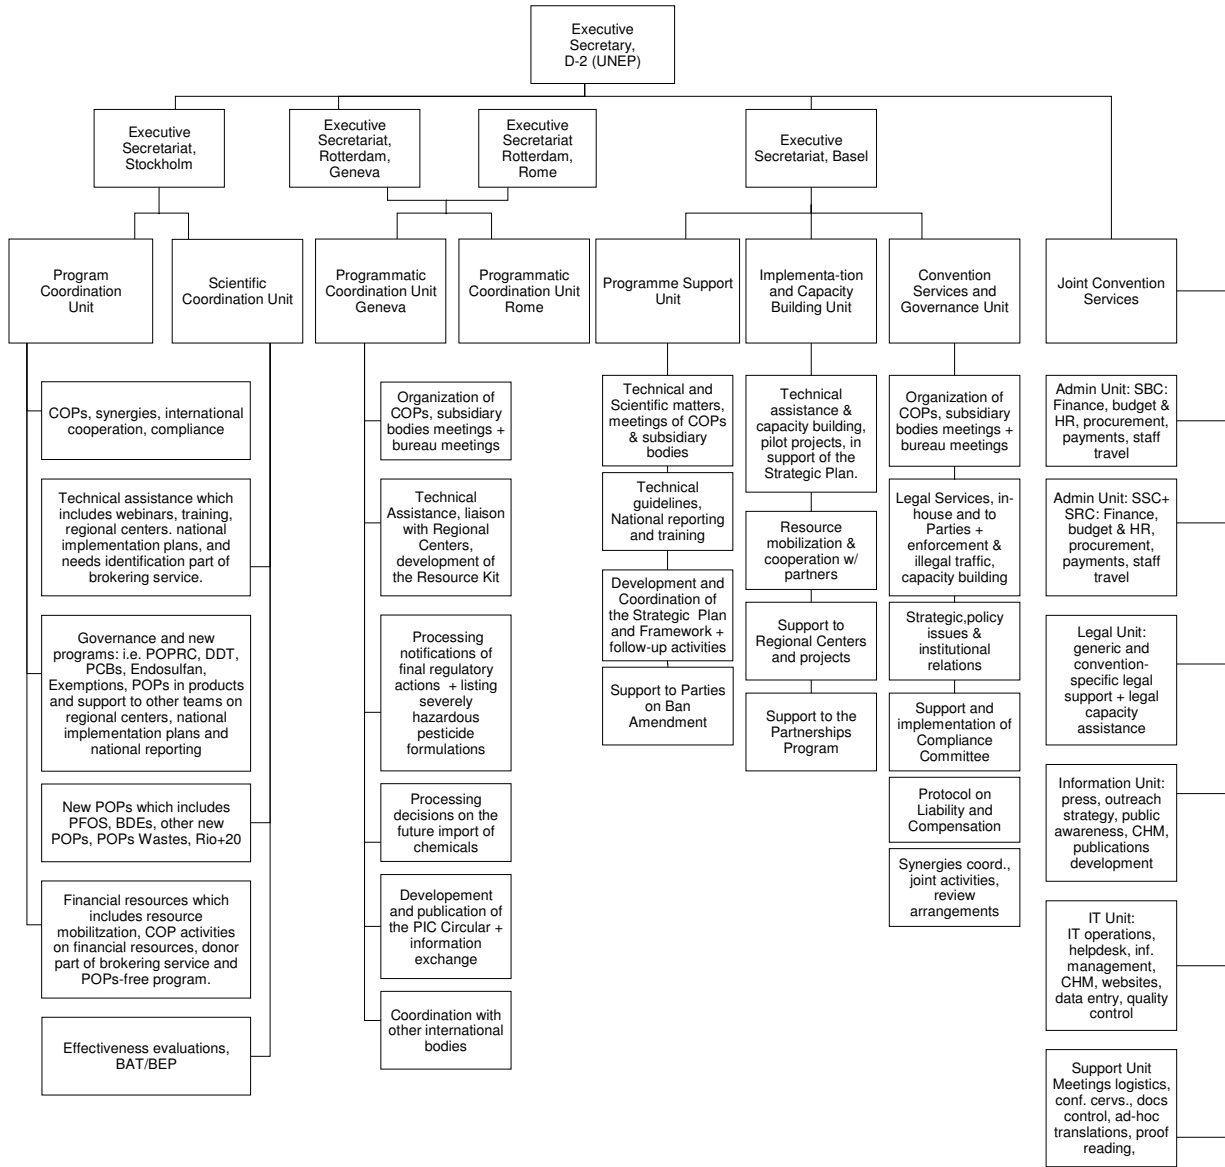 Executive
Secretary,
D-2 (UNEP)
Executive
Secretariat,
Stockholm
Executive
Secretariat,
Rotterdam,
Geneva
Executive
Secretariat
Rotterdam,
Rome
Executive
Secretariat, Basel
Program
Coordination
Unit
Scientific
Coordination Unit
Programmatic
Coordination Unit
Geneva
Programmatic
Coordination Unit
Rome
Programme Support
Unit
Implementa-tion
and Capacity
Building Unit
Convention
Services and
Governance Unit
Joint Convention
Services
COPs, synergies, international
cooperation, compliance
Technical assistance which
includes webinars, training,
regional centers. national
implementation plans, and
needs identification part of
brokering service.
Governance and new
programs: i.e. POPRC, DDT,
PCBs, Endosulfan,
Exemptions, POPs in products
and support to other teams on
regional centers, national
implementation plans and
national reporting
New POPs which includes
PFOS, BDEs, other new
POPs, POPs Wastes, Rio+20
Financial resources which
includes resource
mobilitzation, COP activities
on financial resources, donor
part of brokering service and
POPs-free program.
Effectiveness evaluations,
BAT/BEP
Organization of
COPs, subsidiary
bodies meetings +
bureau meetings
Technical
Assistance, liaison
with Regional
Centers,
development of
the Resource Kit
Processing
notifications of
final regulatory
actions + listing
severely
hazardous
pesticide
formulations
Processing
decisions on the
future import of
chemicals
Developement
and publication of
the PIC Circular +
information
exchange
Coordination with
other international
bodies
Technical and
Scientific matters,
meetings of COPs
& subsidiary
bodies
Technical
guidelines,
National reporting
and training
Development and
Coordination of
the Strategic Plan
and Framework +
follow-up activities
Support to Parties
on Ban
Amendment
Technical
assistance &
capacity building,
pilot projects, in
support of the
Strategic Plan.
Resource
mobilization &
cooperation w/
partners
Support to
Regional Centers
and projects
Support to the
Partnerships
Program
Organization of
COPs, subsidiary
bodies meetings +
bureau meetings
Legal Services, in-
house and to
Parties +
enforcement &
illegal traffic,
capacity building
Strategic,policy
issues &
institutional
relations
Support and
implementation of
Compliance
Committee
Protocol on
Liability and
Compensation
Synergies coord.,
joint activities,
review
arrangements
Admin Unit: SBC:
Finance, budget &
HR, procurement,
payments, staff
travel
Admin Unit: SSC+
SRC: Finance,
budget & HR,
procurement,
payments, staff
travel
Legal Unit:
generic and
convention-
specific legal
support + legal
capacity
assistance
Information Unit:
press, outreach
strategy, public
awareness, CHM,
publications
development
IT Unit:
IT operations,
helpdesk, inf.
management,
CHM, websites,
data entry, quality
control
Support Unit
Meetings logistics,
conf. cervs., docs
control, ad-hoc
translations, proof
reading,